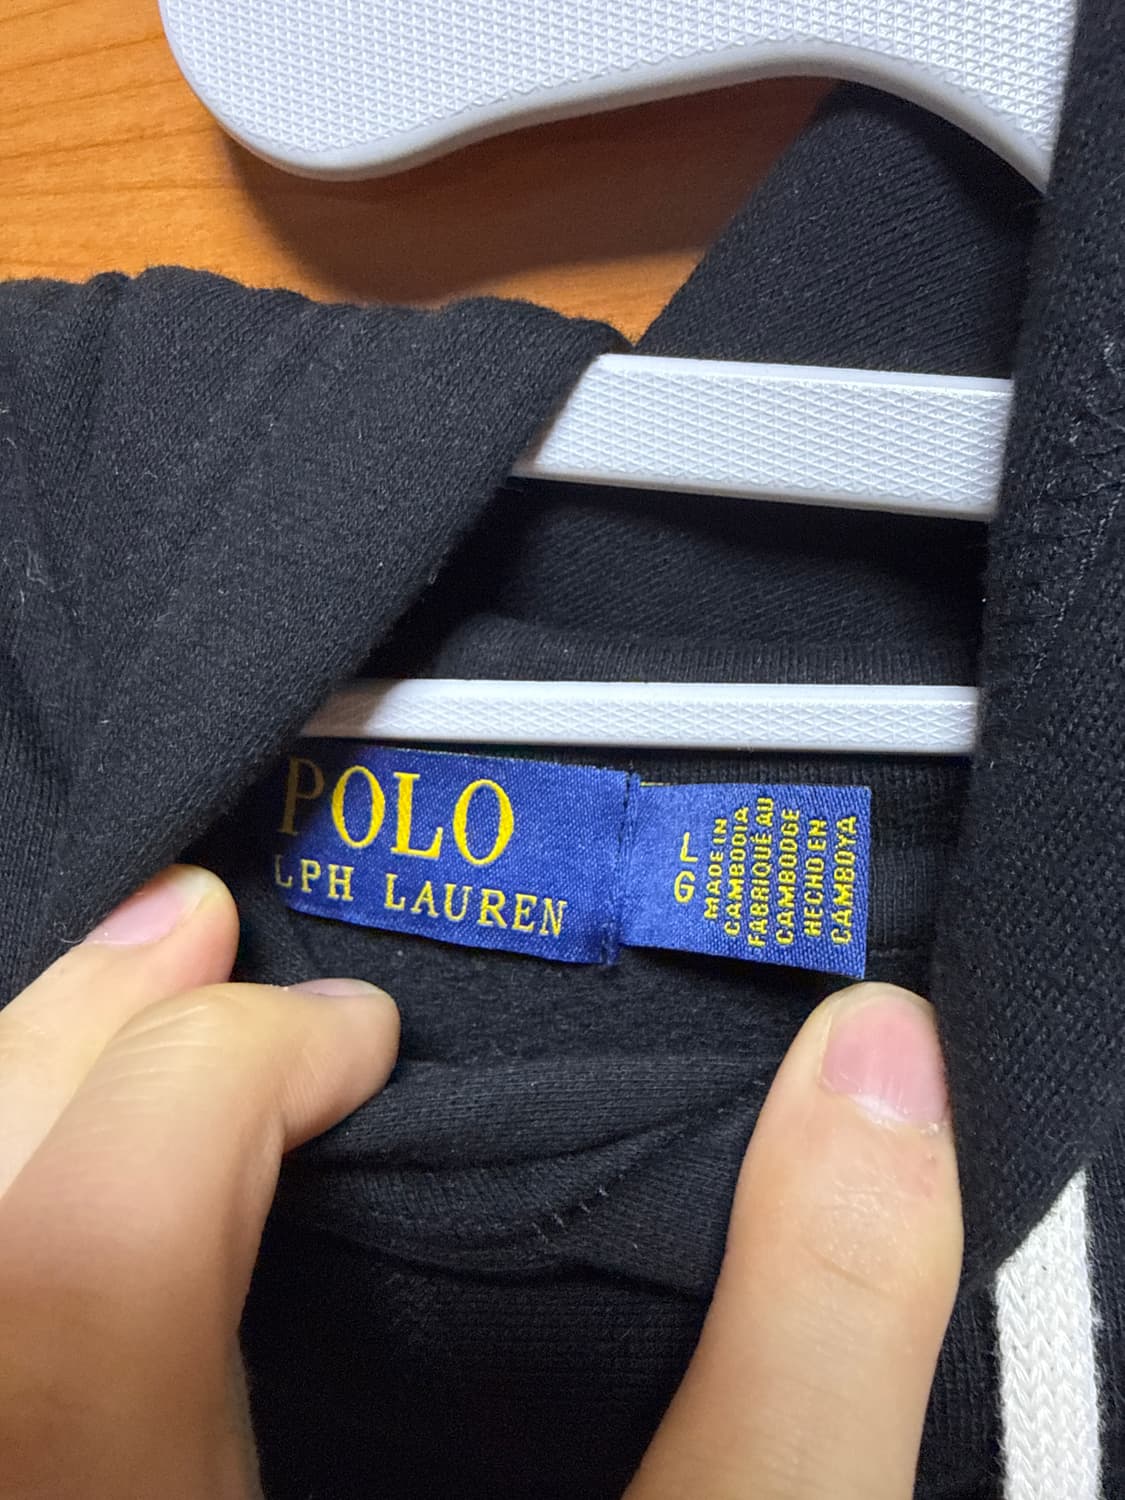 POLO
LPH LAUREN
L
G
MADE IN
CAMBODIA
FABRIQUÉ AU
CAMBODGE
HECHO EN
CAMBOYA